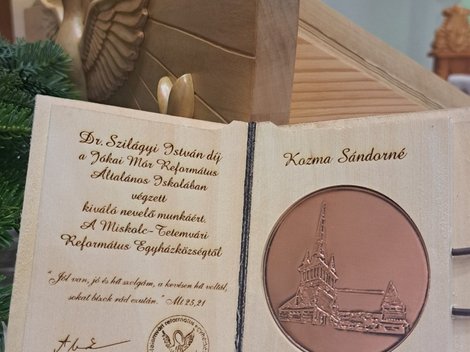 Dr. Szilágyi István díj
a Jókai Mór Református
Általános Iskolában
végzett
kiváló nevelő munkáért.
A Miskolc-Tetemvári
Református Egyházközségtől
"Jól van, jó és hű szolgám, a kevesen hű voltál,
sokat bízok rád ezután." Mt 25,21
Kozma Sándorné